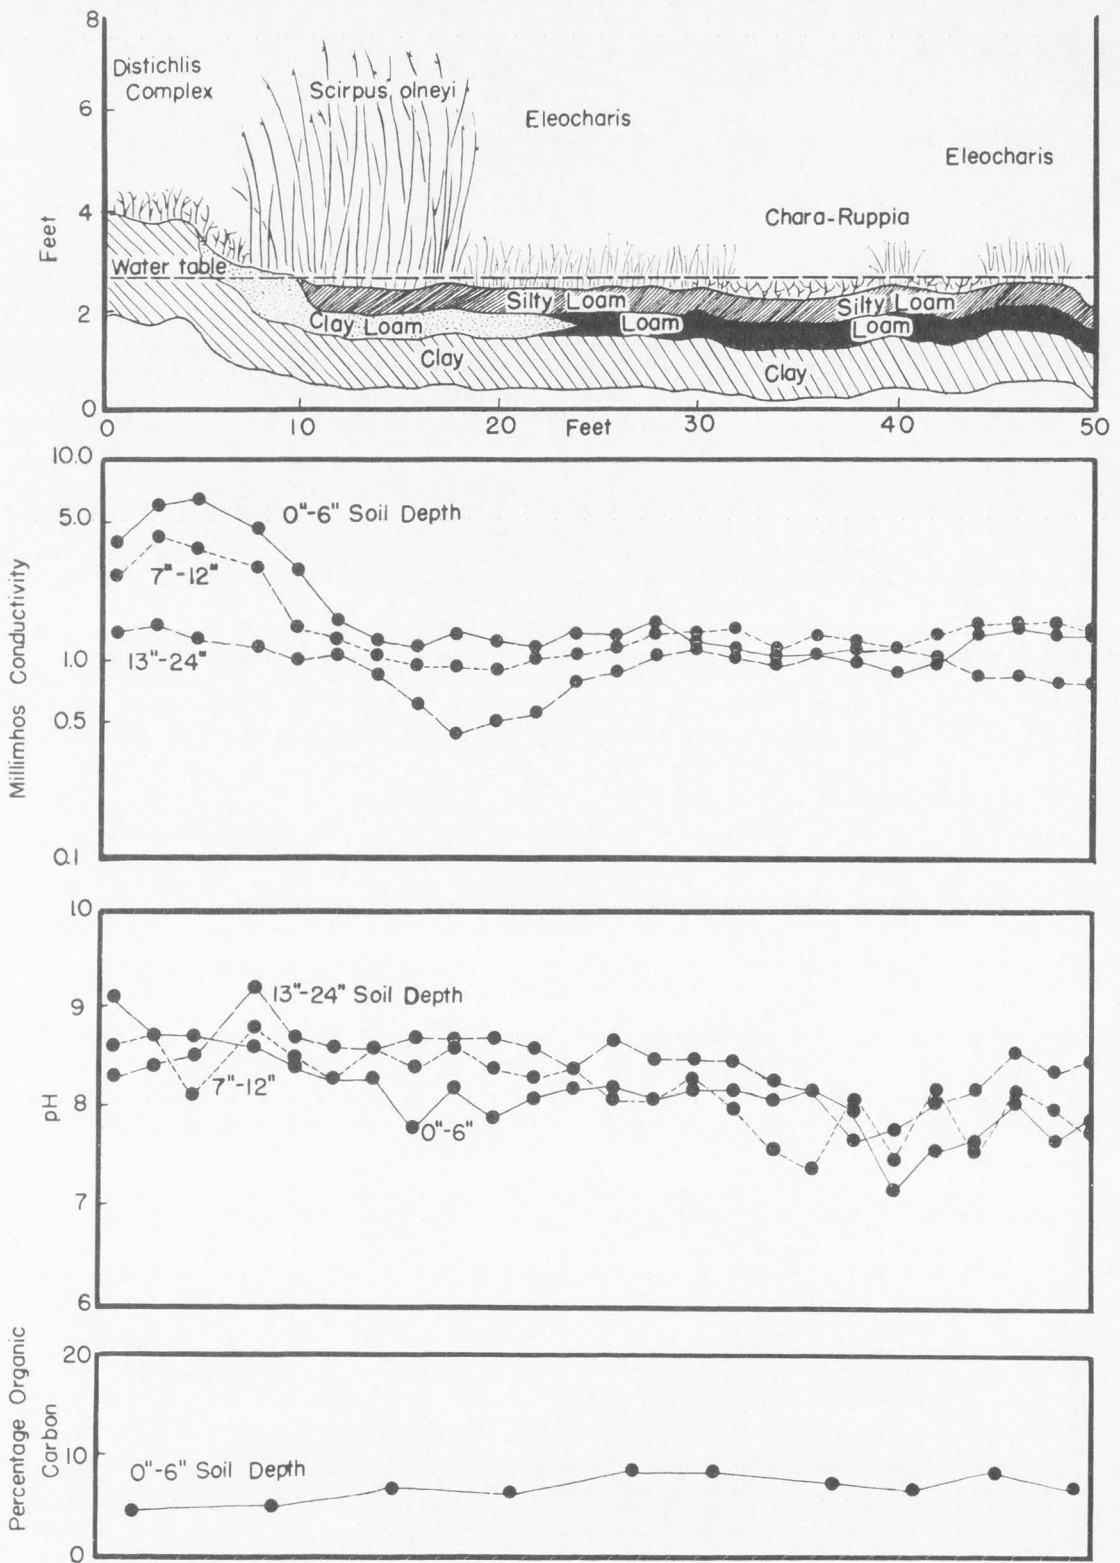 8
Distichlis
Complex
Scirpus olneyi
6
Eleocharis
Eleocharis
4
Chara-Ruppia
Feet
Water table
Silty Loam
Silty Loam
2
Clay Loam
Loam
Loam
Clay
Clay
0
0 10 20 Feet 30 40 50
10.0
0"-6" Soil Depth
5.0
7"-12"
13"-24"
1.0
0.5
0.1
Millimhos Conductivity
10
13"-24" Soil Depth
9
7"-12"
8
0"-6"
7
6
pH
20
10
0"-6" Soil Depth
0
Percentage Organic
Carbon